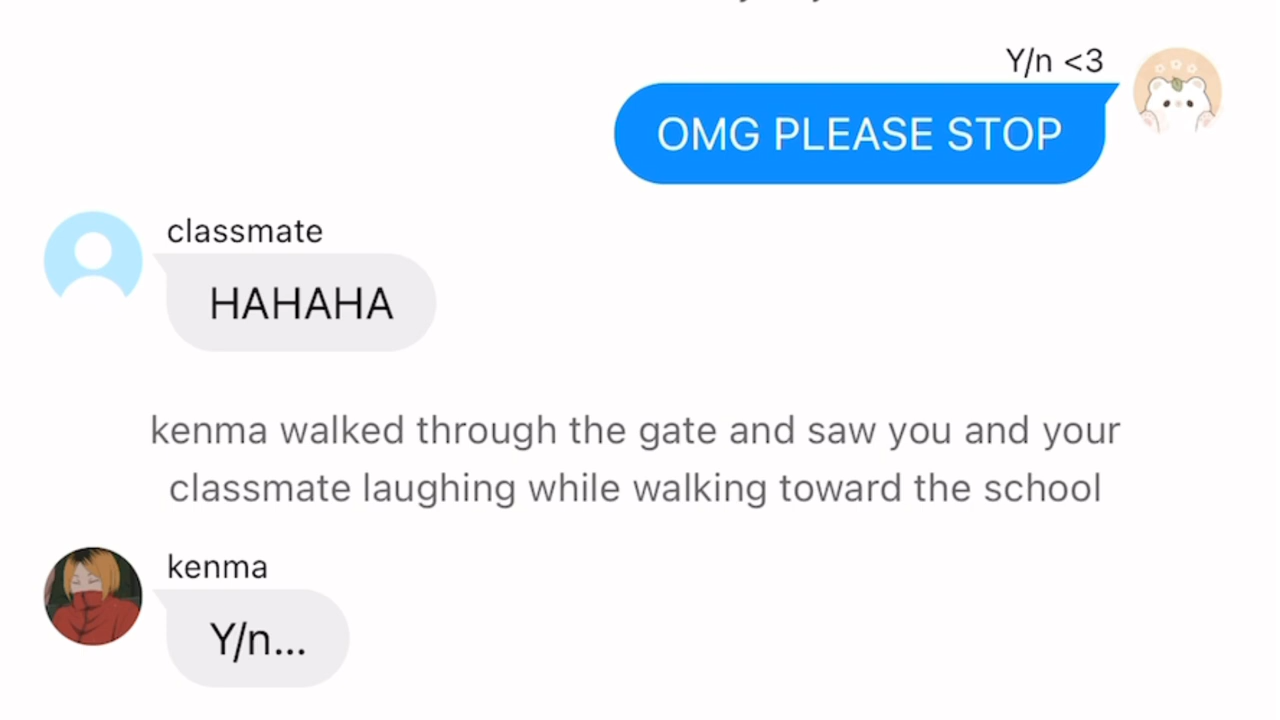 Y/n <3
OMG PLEASE STOP
classmate
HAHAHA
kenma walked through the gate and saw you and your
classmate laughing while walking toward the school
kenma
Y/n...